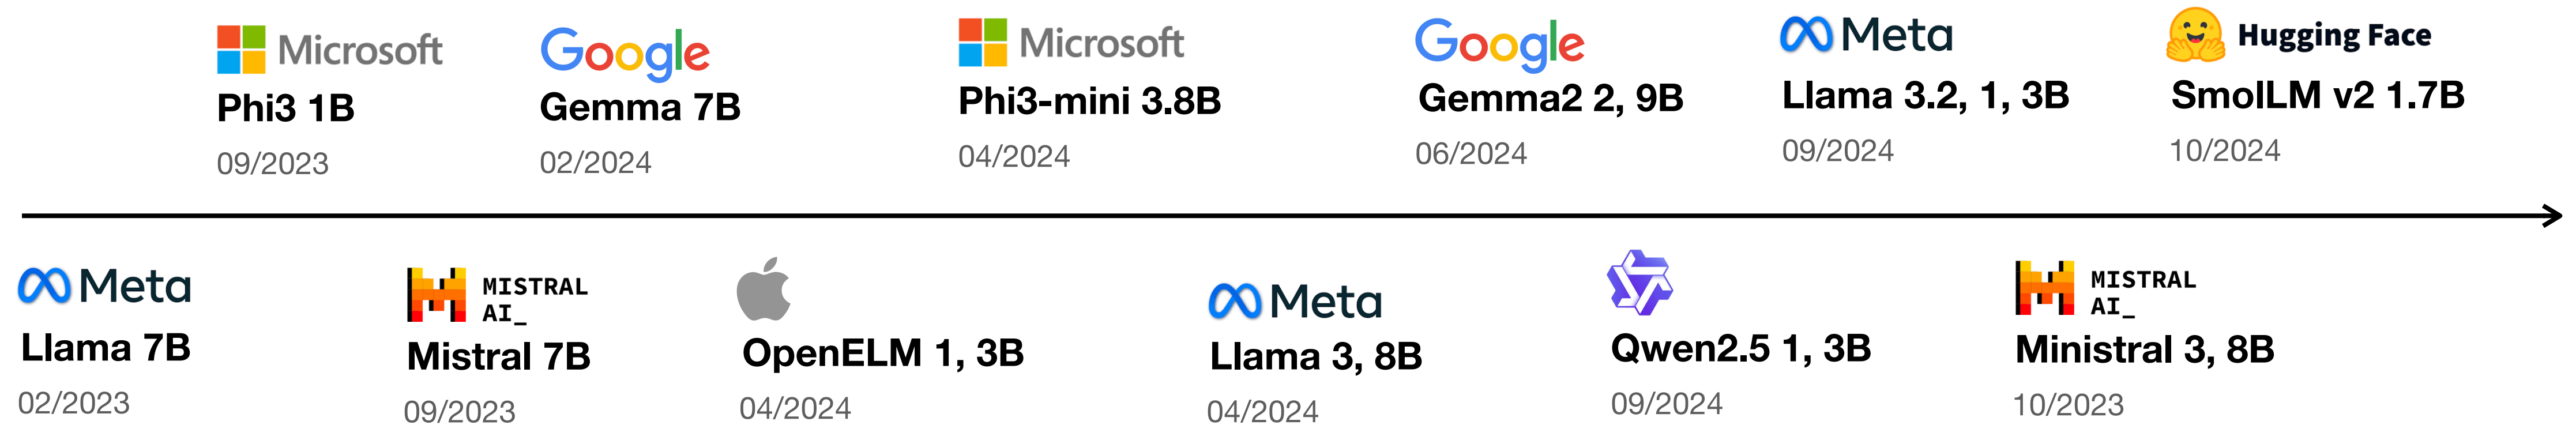 Microsoft
Phi3 1B
09/2023
Google
Gemma 7B
02/2024
Microsoft
Phi3-mini 3.8B
04/2024
Google
Gemma2 2, 9B
06/2024
Meta
Llama 3.2, 1, 3B
09/2024
Hugging Face
SmolLM v2 1.7B
10/2024
Meta
Llama 7B
02/2023
MISTRAL
AI_
Mistral 7B
09/2023
OpenELM 1, 3B
04/2024
Meta
Llama 3, 8B
04/2024
Qwen2.5 1, 3B
09/2024
MISTRAL
AI_
Ministral 3, 8B
10/2023